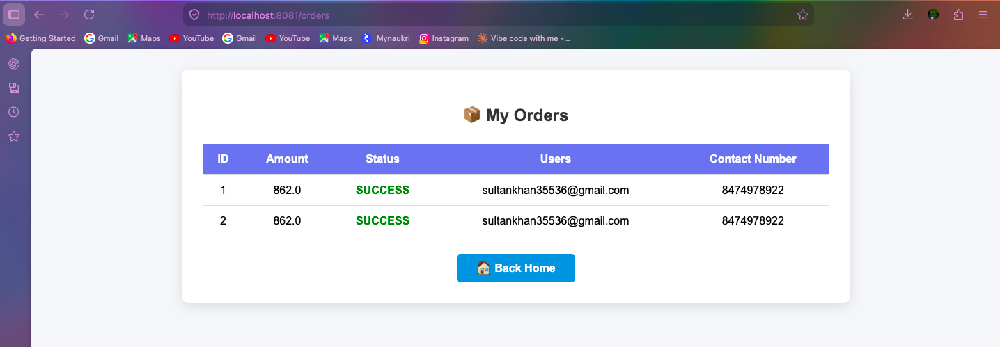 http://localhost:8081/orders
Getting Started Gmail Maps YouTube Gmail YouTube Maps Mynaukri Instagram Vibe code with me -...
📦 My Orders
ID Amount Status Users Contact Number
1 862.0 SUCCESS sultankhan35536@gmail.com 8474978922
2 862.0 SUCCESS sultankhan35536@gmail.com 8474978922
🏠 Back Home